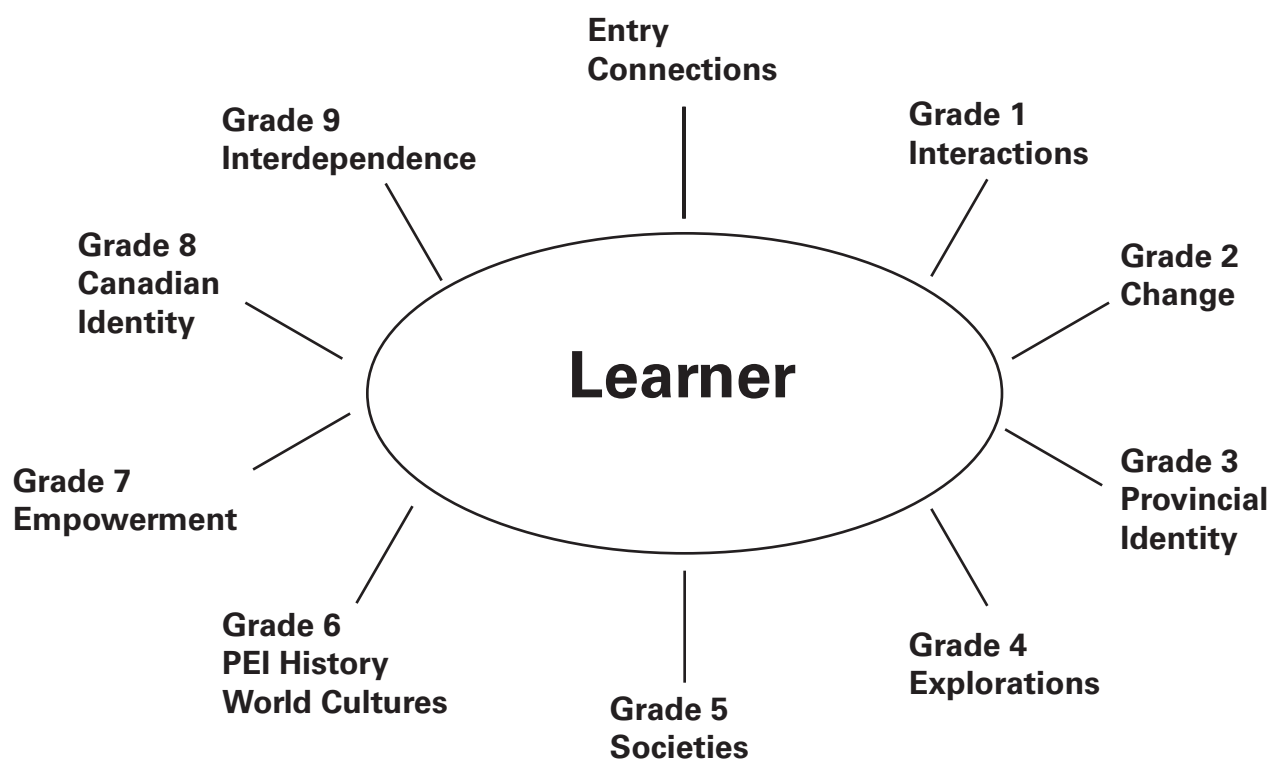 Entry
Connections
Grade 1
Interactions
Grade 2
Change
Grade 3
Provincial
Identity
Grade 4
Explorations
Grade 5
Societies
Grade 6
PEI History
World Cultures
Grade 7
Empowerment
Grade 8
Canadian
Identity
Grade 9
Interdependence
Learner